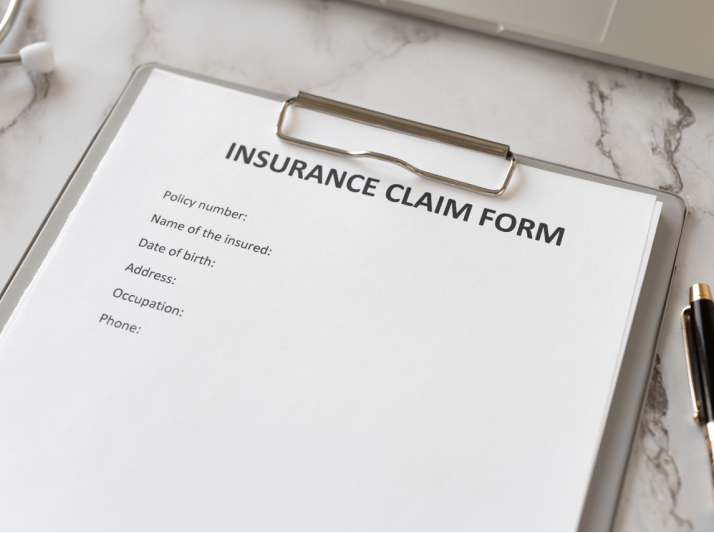 INSURANCE CLAIM FORM
Policy number:
Name of the insured:
Date of birth:
Address:
Occupation:
Phone: